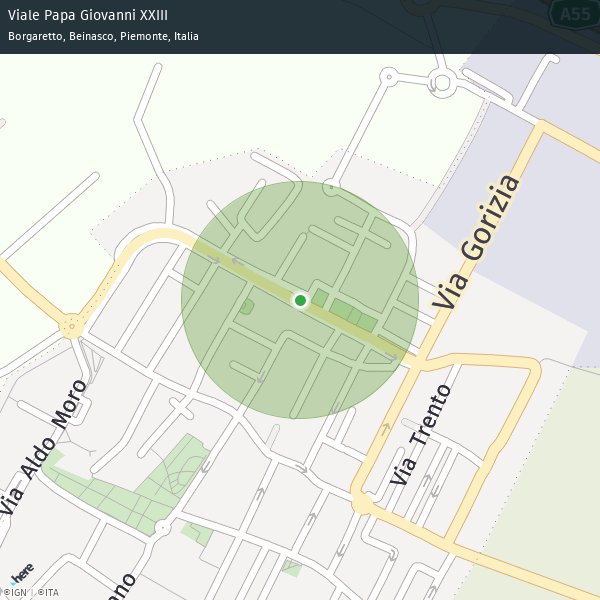 Viale Papa Giovanni XXIII
Borgaretto, Beinasco, Piemonte, Italia
A55
Via Gorizia
Via Trento
Via Aldo Moro
ano
here
©IGN | ©ITA